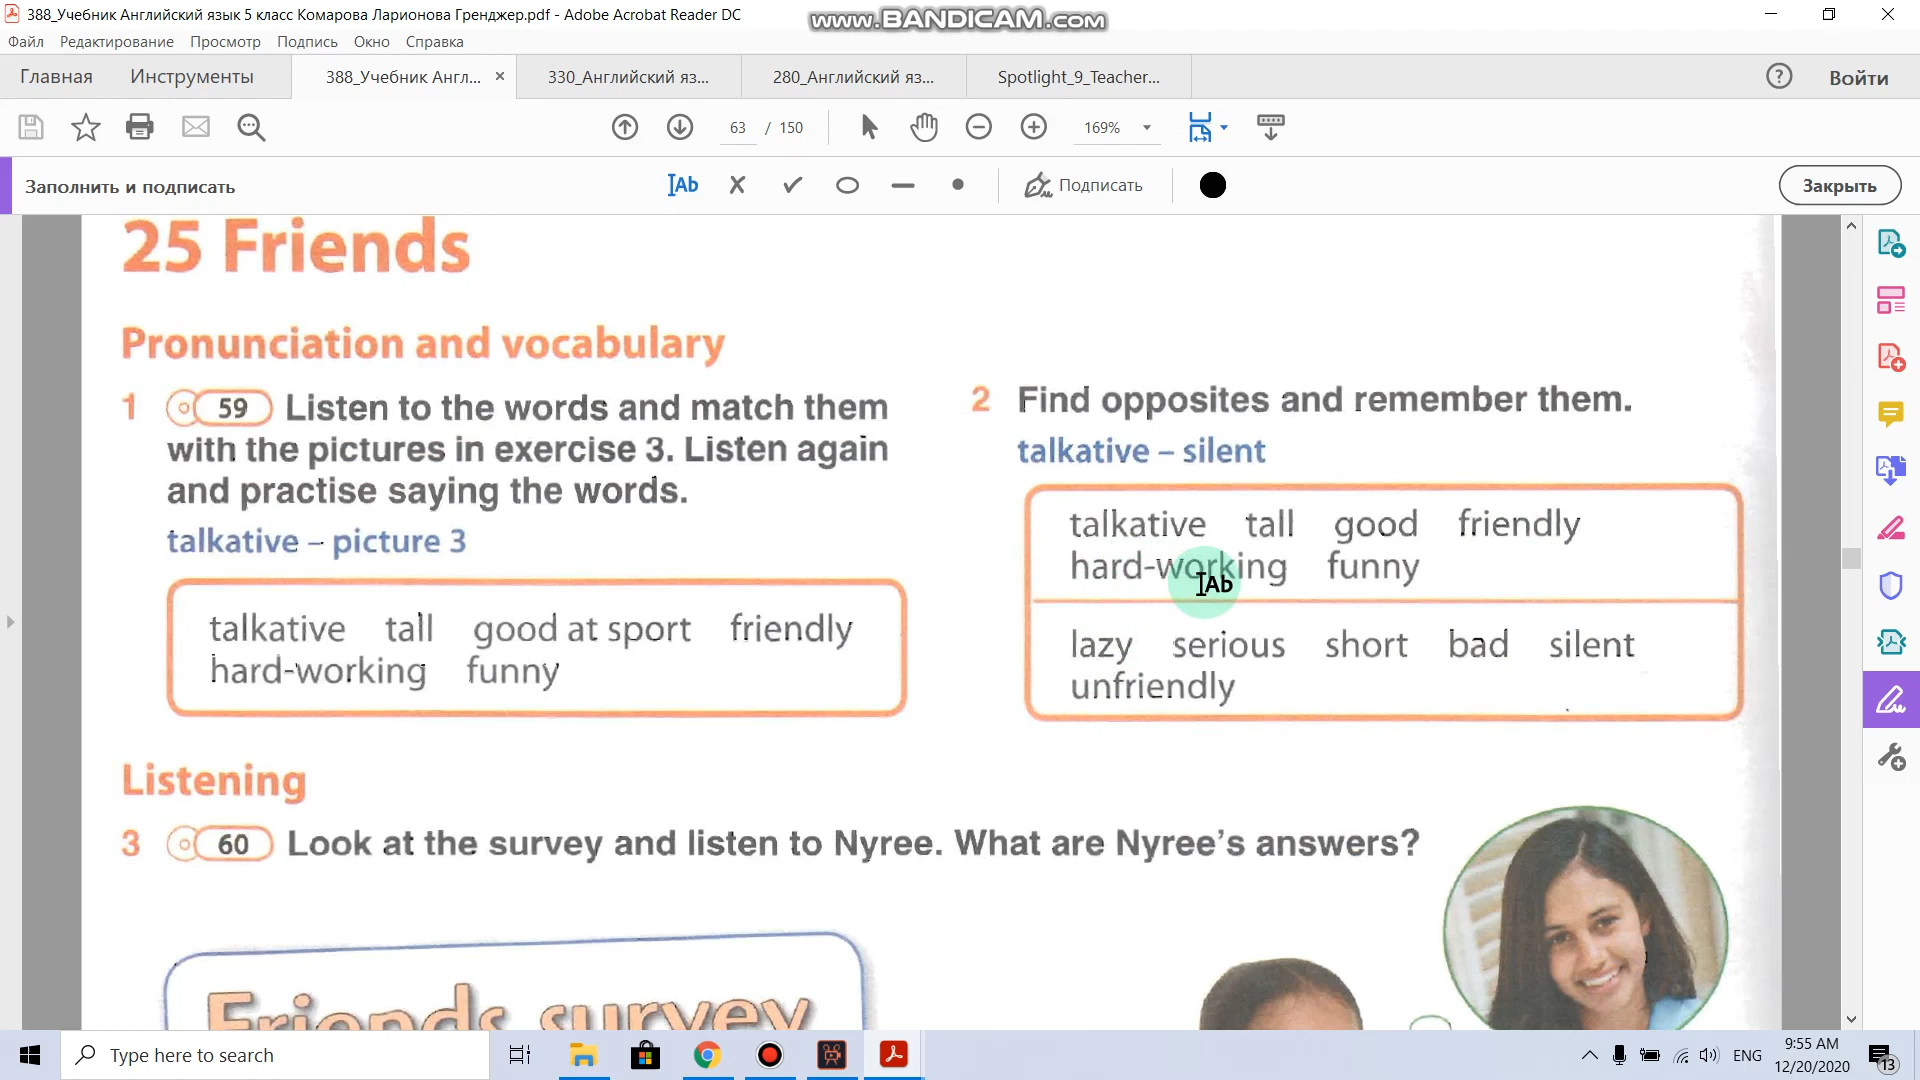 388_Учебник Английский язык 5 класс Комарова Ларионова Гренджер.pdf - Adobe Acrobat Reader DC
www.BANDICAM.com
Файл Редактирование Просмотр Подпись Окно Справка
Главная Инструменты 388_Учебник Англ... × 330_Английский яз... 280_Английский яз... Spotlight_9_Teacher... Войти
63 / 150 169%
Заполнить и подписать Ab Подписать Закрыть
25 Friends
Pronunciation and vocabulary
1 59 Listen to the words and match them
with the pictures in exercise 3. Listen again
and practise saying the words.
talkative – picture 3
talkative tall good at sport friendly
hard-working funny
2 Find opposites and remember them.
talkative – silent
talkative tall good friendly
hard-working funny
Ab
lazy serious short bad silent
unfriendly
Listening
3 60 Look at the survey and listen to Nyree. What are Nyree's answers?
Friends survey
Type here to search
ENG
9:55 AM
12/20/2020
13